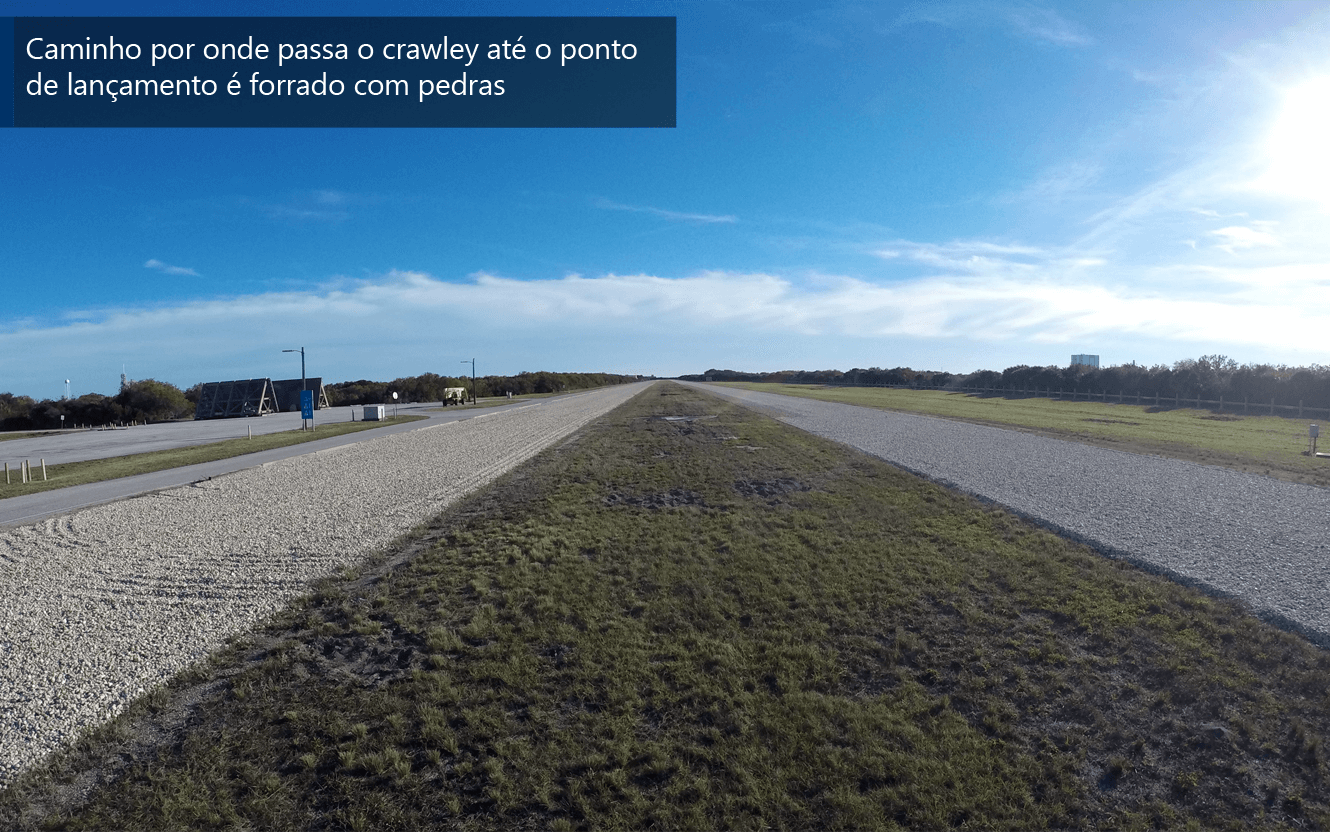 Caminho por onde passa o crawley até o ponto
de lançamento é forrado com pedras